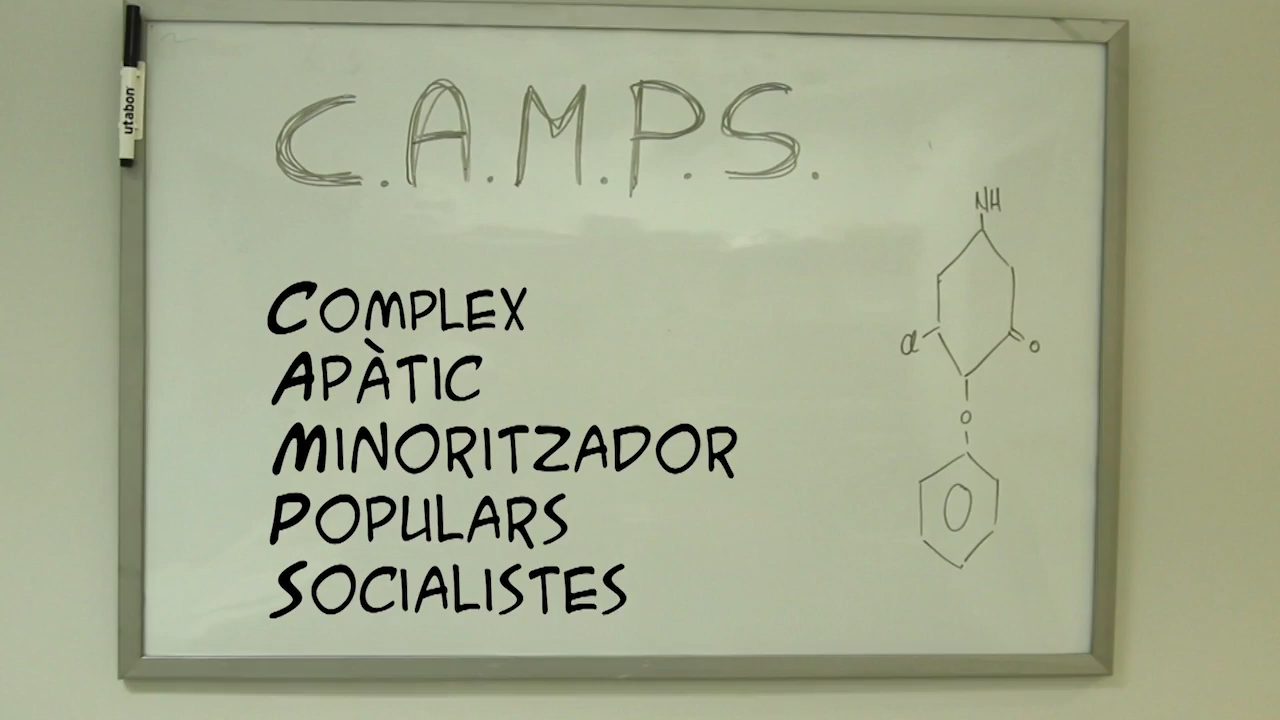 utabon
C.A.M.P.S.
NH
COMPLEX
APÀTIC
Cl
O
MINORITZADOR
O
POPULARS
SOCIALISTES